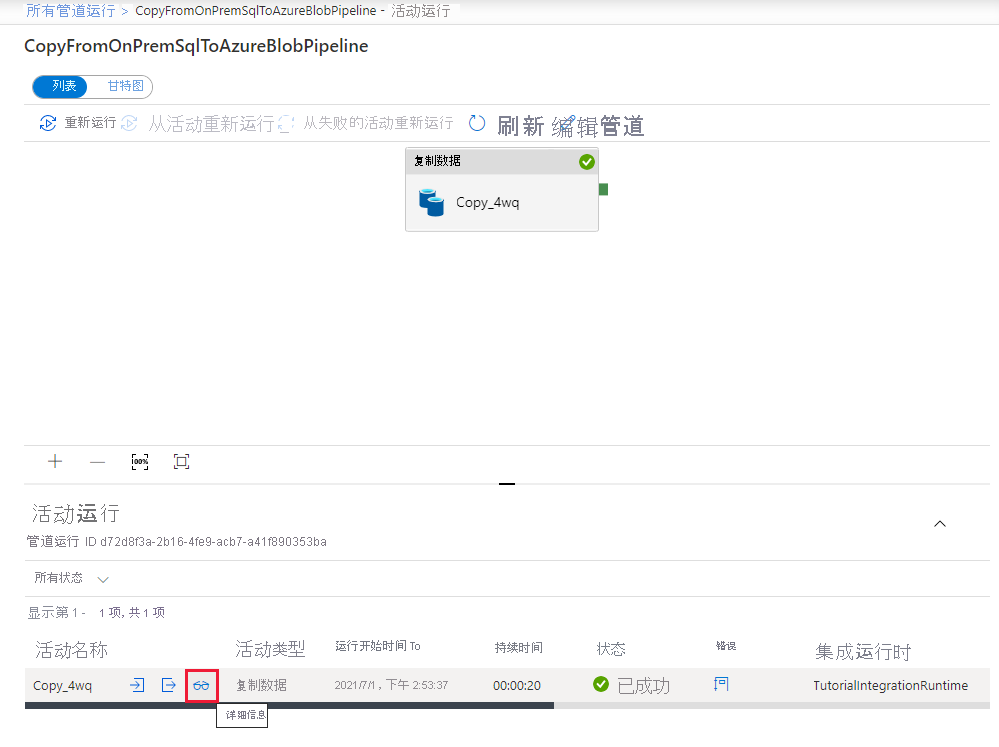 所有管道运行 > CopyFromOnPremSqlToAzureBlobPipeline - 活动运行
CopyFromOnPremSqlToAzureBlobPipeline
列表 甘特图
重新运行 从活动重新运行 从失败的活动重新运行 刷新 编辑管道
复制数据
Copy_4wq
100%
活动运行
管道运行 ID d72d8f3a-2b16-4fe9-acb7-a41f890353ba
所有状态
显示第 1 - 1 项, 共 1 项
活动名称 活动类型 运行开始时间 To 持续时间 状态 错误 集成运行时
Copy_4wq 复制数据 2021/7/1, 下午 2:53:37 00:00:20 已成功 TutorialIntegrationRuntime
详细信息